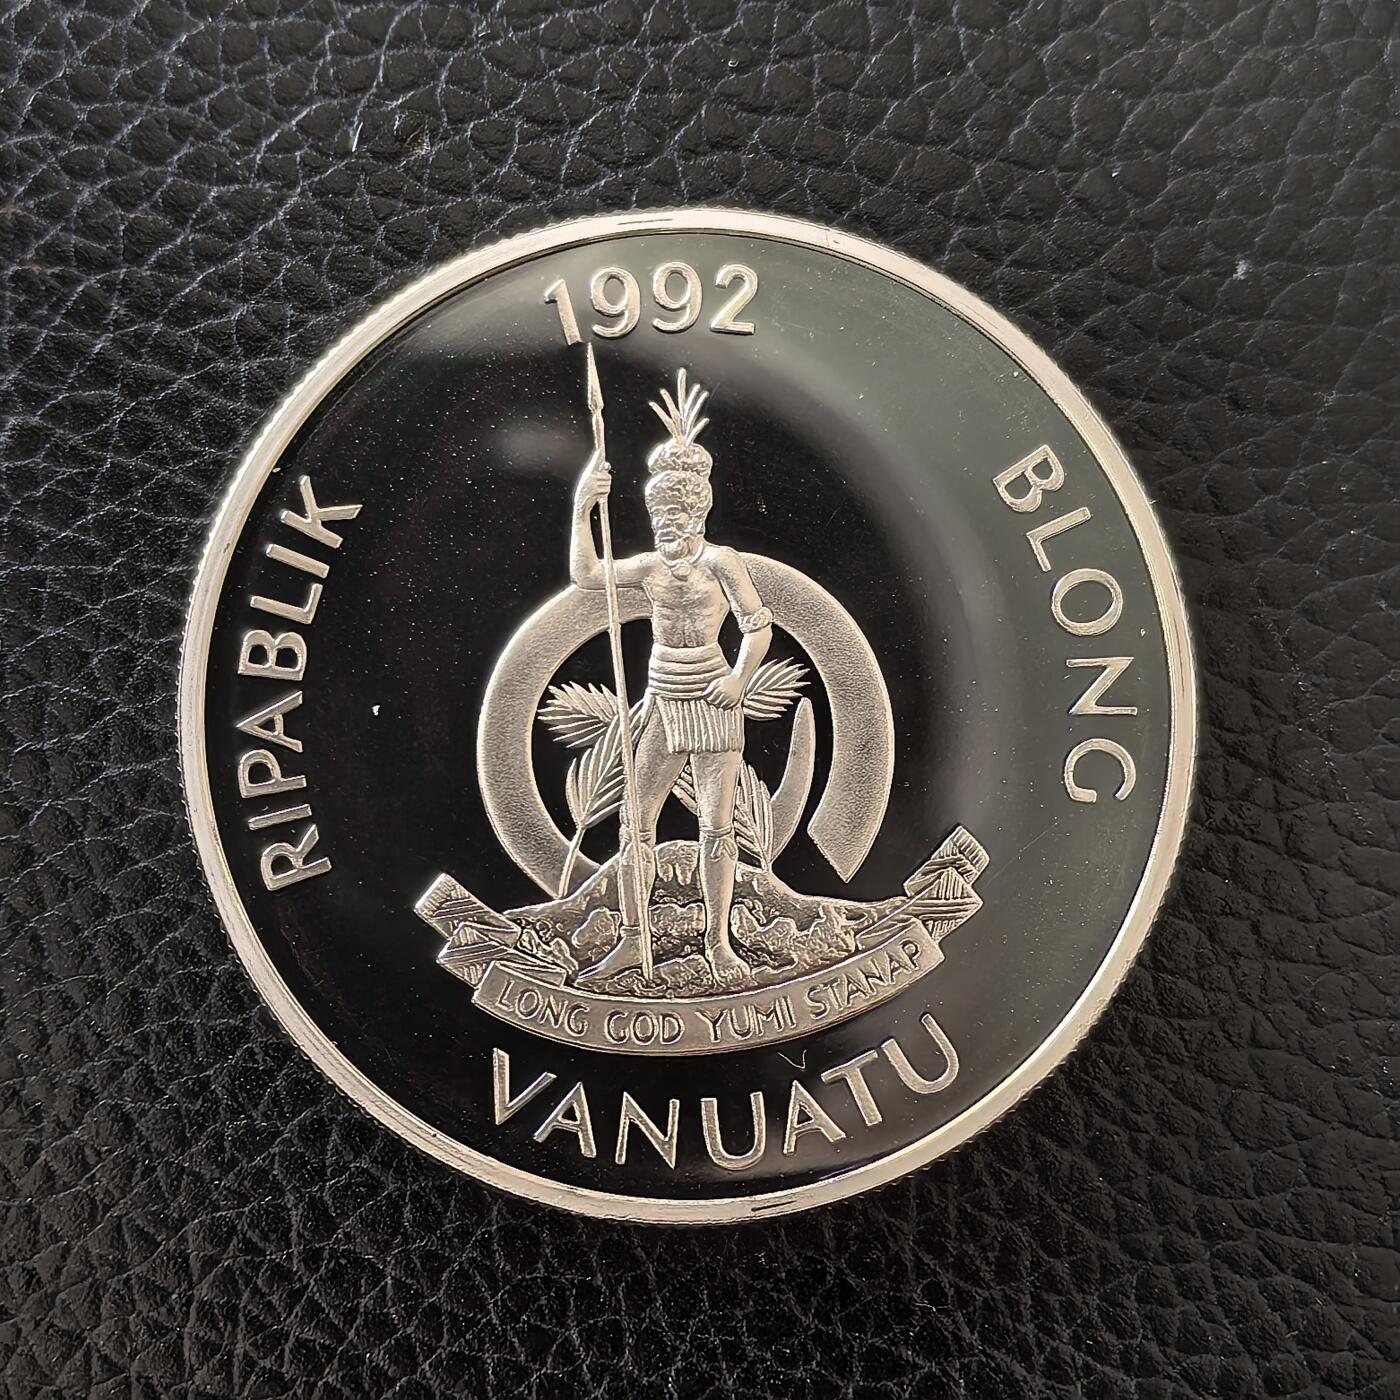 1992
RIPABLIK
BLONG
LONG GOD YUMI STANAP
VANUATU